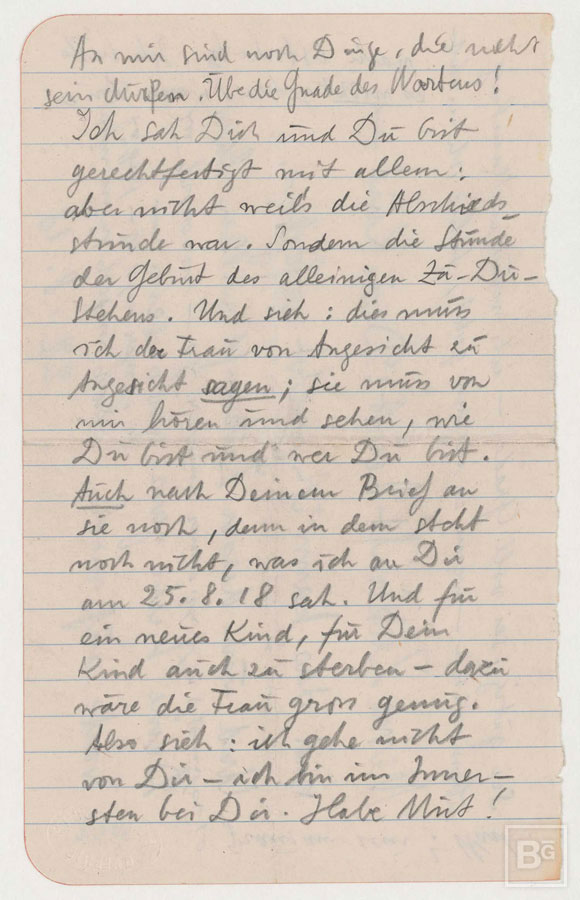 An mir sind noch Dinge, die nicht
sein dürfen. Übe die Gnade des Wartens!
Ich sah Dich und Du bist
gerechtfertigt mit allem:
aber nicht weil's die Abschieds
stunde war. Sondern die Stunde
der Geburt des alleinigen Zu-Du-
Stehens. Und sieh: dies muss
ich der Frau von Angesicht zu
Angesicht sagen; sie muss von
mir hören und sehen, wie
Du bist und wer Du bist.
Auch nach Deinem Brief an
sie noch, denn in dem steht
noch nicht, was ich an Dir
am 25.8.18 sah. Und für
ein neues Kind, für Dein
Kind auch zu sterben – dazu
wäre die Frau gross genug.
Also sieh: ich gehe nicht
von Dir – ich bin im Inner-
sten bei Dir. Habe Mut!
BG